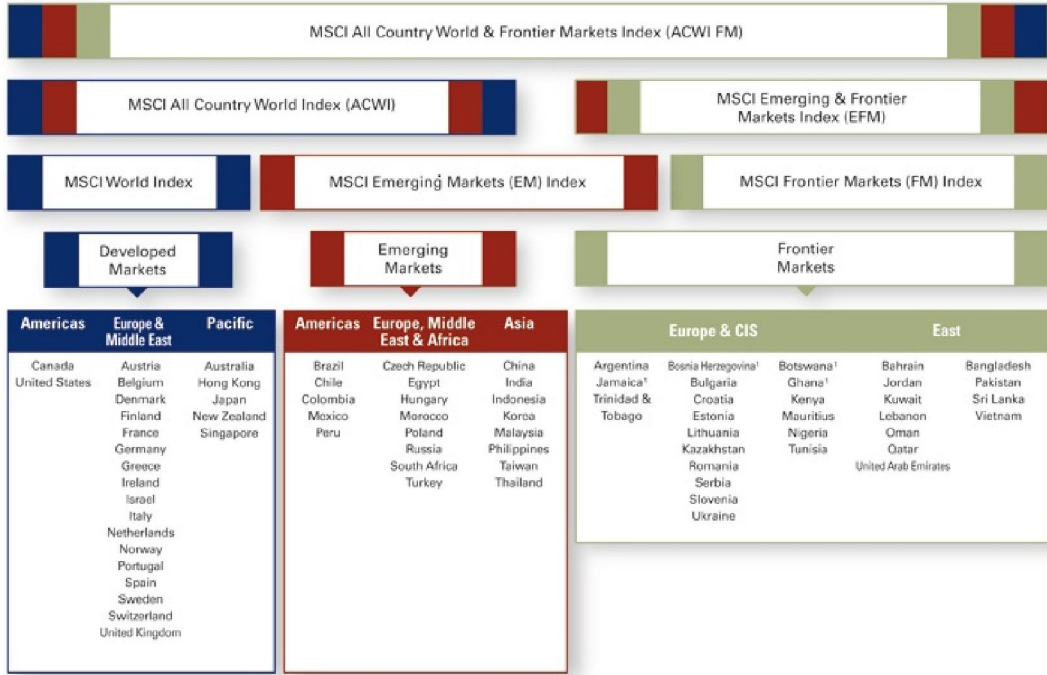 MSCI All Country World & Frontier Markets Index (ACWI FM)
MSCI All Country World Index (ACWI)
MSCI Emerging & Frontier
Markets Index (EFM)
MSCI World Index
MSCI Emerging Markets (EM) Index
MSCI Frontier Markets (FM) Index
Developed
Markets
Emerging
Markets
Frontier
Markets
Americas
Canada
United States
Europe &
Middle East
Austria
Belgium
Denmark
Finland
France
Germany
Greece
Ireland
Israel
Italy
Netherlands
Norway
Portugal
Spain
Sweden
Switzerland
United Kingdom
Pacific
Australia
Hong Kong
Japan
New Zealand
Singapore
Americas
Brazil
Chile
Colombia
Mexico
Peru
Europe, Middle
East & Africa
Czech Republic
Egypt
Hungary
Morocco
Poland
Russia
South Africa
Turkey
Asia
China
India
Indonesia
Korea
Malaysia
Philippines
Taiwan
Thailand
Europe & CIS
East
Argentina
Jamaica¹
Trinidad &
Tobago
Bosnia Herzegovina¹
Bulgaria
Croatia
Estonia
Lithuania
Kazakhstan
Romania
Serbia
Slovenia
Ukraine
Botswana¹
Ghana¹
Kenya
Mauritius
Nigeria
Tunisia
Bahrain
Jordan
Kuwait
Lebanon
Oman
Qatar
United Arab Emirates
Bangladesh
Pakistan
Sri Lanka
Vietnam